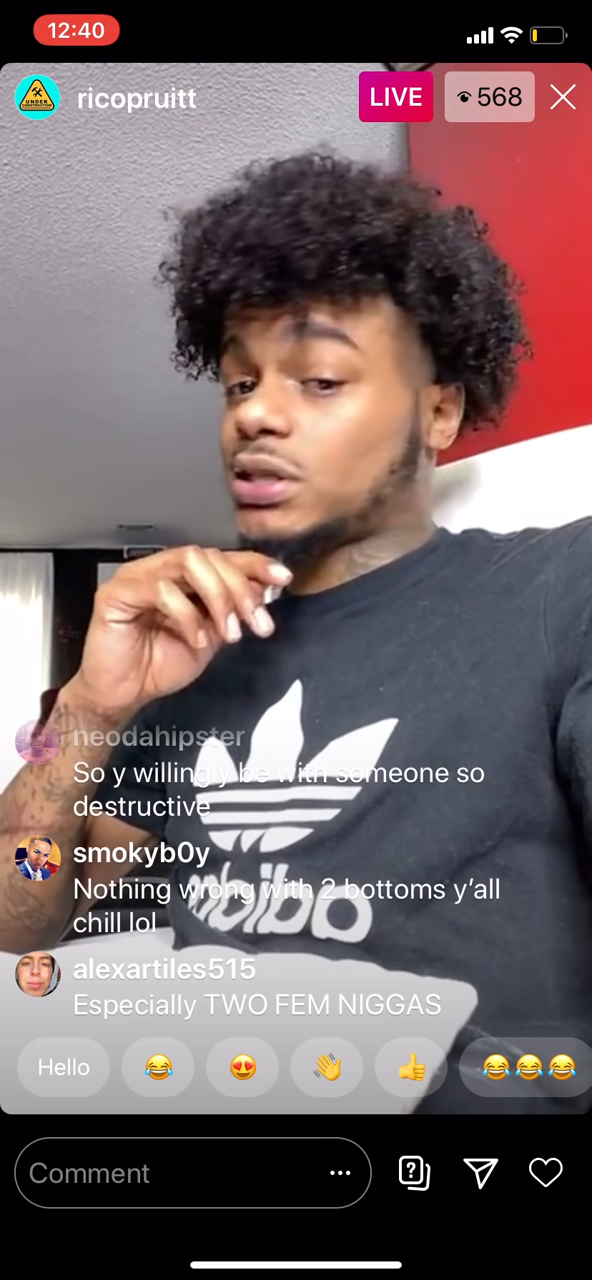 12:40
UNDER
CONSTRUCTION
ricopruitt
LIVE
568
neodahipster
So y willingly be with someone so
destructive
smokyb0y
Nothing wrong with 2 bottoms y’all
chill lol
alexartiles515
Especially TWO FEM NIGGAS
adidas
Hello
Comment